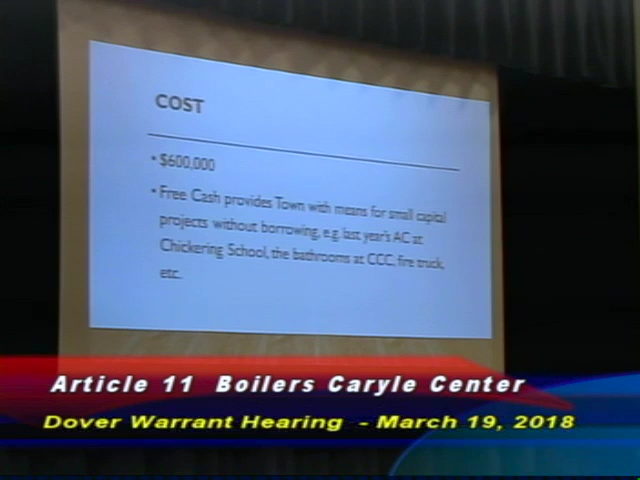 COST
• $600,000
• Free Cash provides Town with means for small capital
projects without borrowing, e.g. last year's AC at
Chickering School, the bathrooms at CCC, fire truck,
etc.
Article 11 Boilers Caryle Center
Dover Warrant Hearing - March 19, 2018